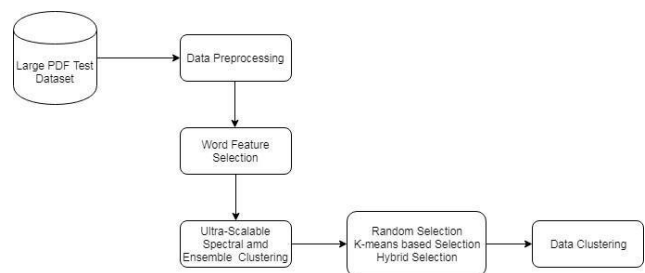 Large PDF Test
Dataset
Data Preprocessing
Word Feature
Selection
Ultra-Scalable
Spectral amd
Ensemble Clustering
Random Selection
K-means based Selection
Hybrid Selection
Data Clustering